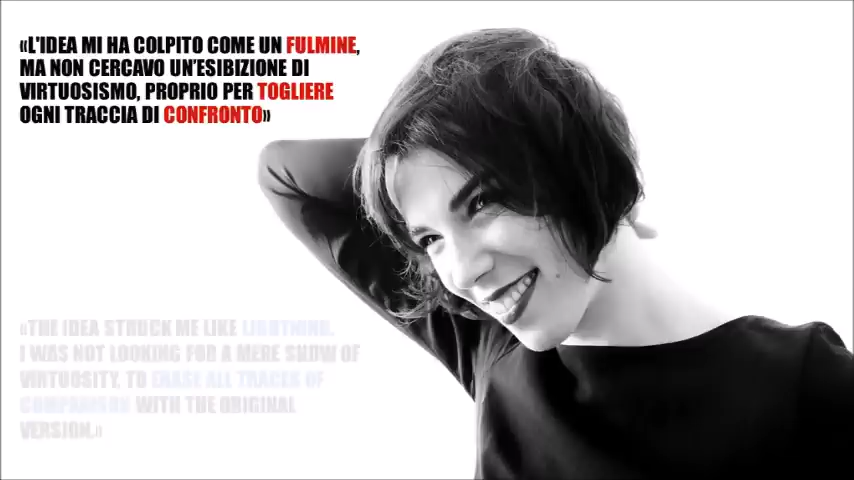 «L'IDEA MI HA COLPITO COME UN FULMINE,
MA NON CERCAVO UN'ESIBIZIONE DI
VIRTUOSISMO, PROPRIO PER TOGLIERE
OGNI TRACCIA DI CONFRONTO»
«THE IDEA STRUCK ME LIKE LIGHTNING.
I WAS NOT LOOKING FOR A MERE SHOW OF
VIRTUOSITY, TO ERASE ALL TRACES OF
COMPARISON WITH THE ORIGINAL
VERSION.»